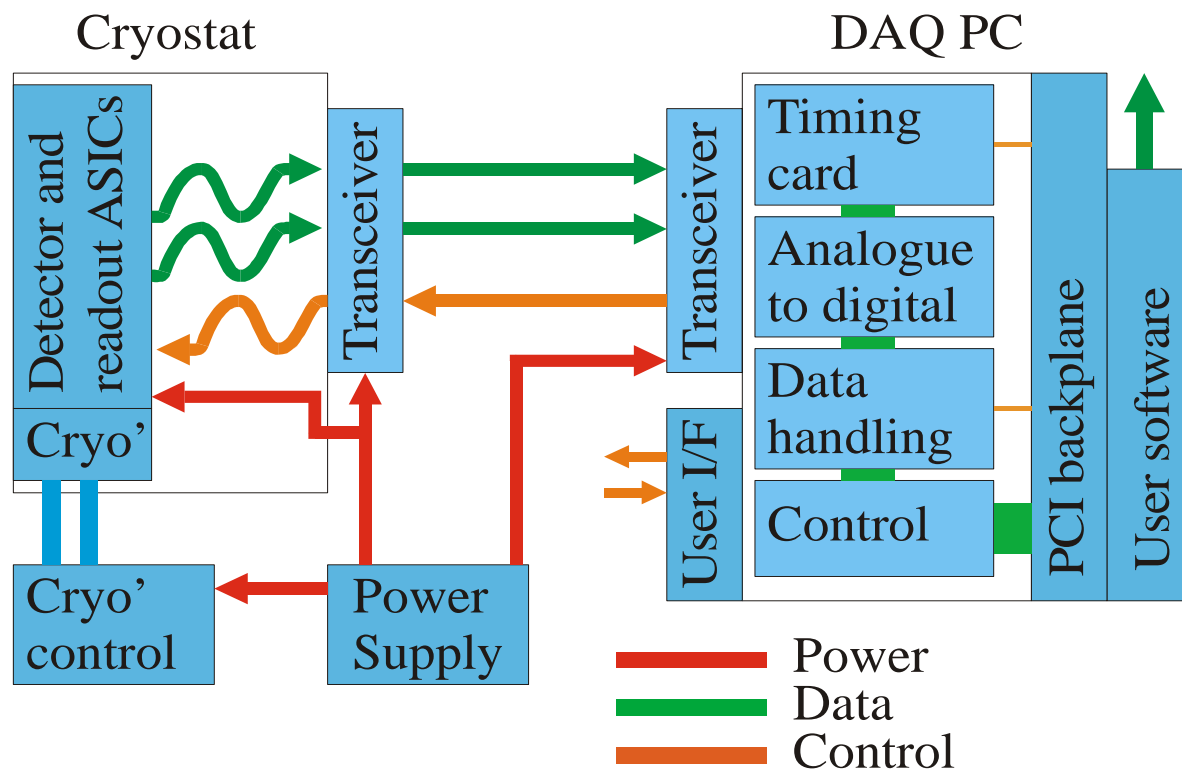 Cryostat
DAQ PC
Detector and
readout ASICs
Cryo’
Transceiver
Transceiver
User I/F
Timing
card
Analogue
to digital
Data
handling
Control
PCI backplane
User software
Cryo’
control
Power
Supply
Power
Data
Control